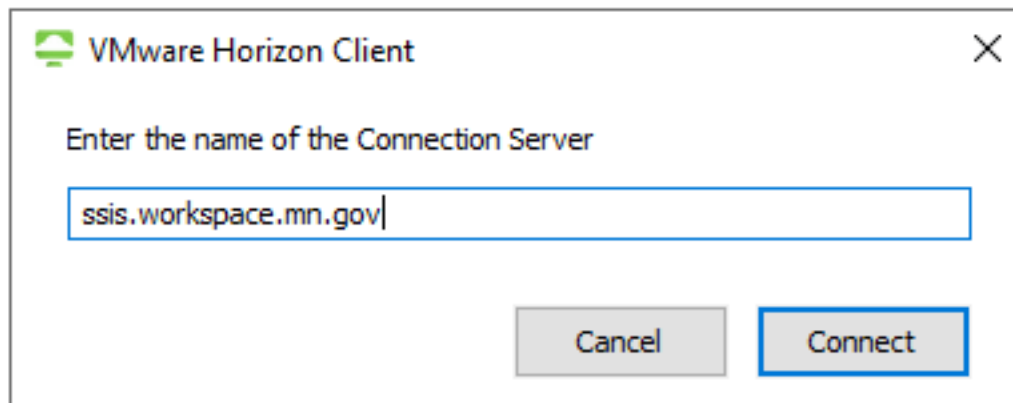 VMware Horizon Client
Enter the name of the Connection Server
ssis.workspace.mn.gov
Cancel Connect